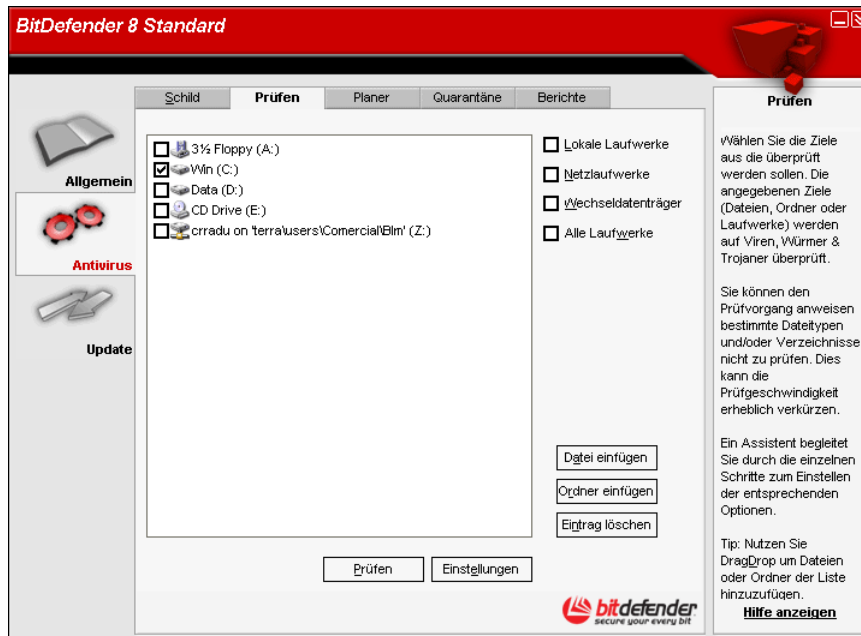 BitDefender 8 Standard
Schild
Prüfen
Planer
Quarantäne
Berichte
Allgemein
Antivirus
Update
3½ Floppy (A:)
Win (C:)
Data (D:)
CD Drive (E:)
crradu on 'terra\users\Comercial\Blm' (Z:)
Lokale Laufwerke
Netzlaufwerke
Wechseldatenträger
Alle Laufwerke
Datei einfügen
Ordner einfügen
Eintrag löschen
Prüfen
Einstellungen
bitdefender
secure your every bit
Prüfen
Wählen Sie die Ziele
aus die überprüft
werden sollen. Die
angegebenen Ziele
(Dateien, Ordner oder
Laufwerke) werden
auf Viren, Würmer &
Trojaner überprüft.
Sie können den
Prüfvorgang anweisen
bestimmte Dateitypen
und/oder Verzeichnisse
nicht zu prüfen. Dies
kann die
Prüfgeschwindigkeit
erheblich verkürzen.
Ein Assistent begleitet
Sie durch die einzelnen
Schritte zum Einstellen
der entsprechenden
Optionen.
Tip: Nutzen Sie
DragDrop um Dateien
oder Ordner der Liste
hinzuzufügen.
Hilfe anzeigen